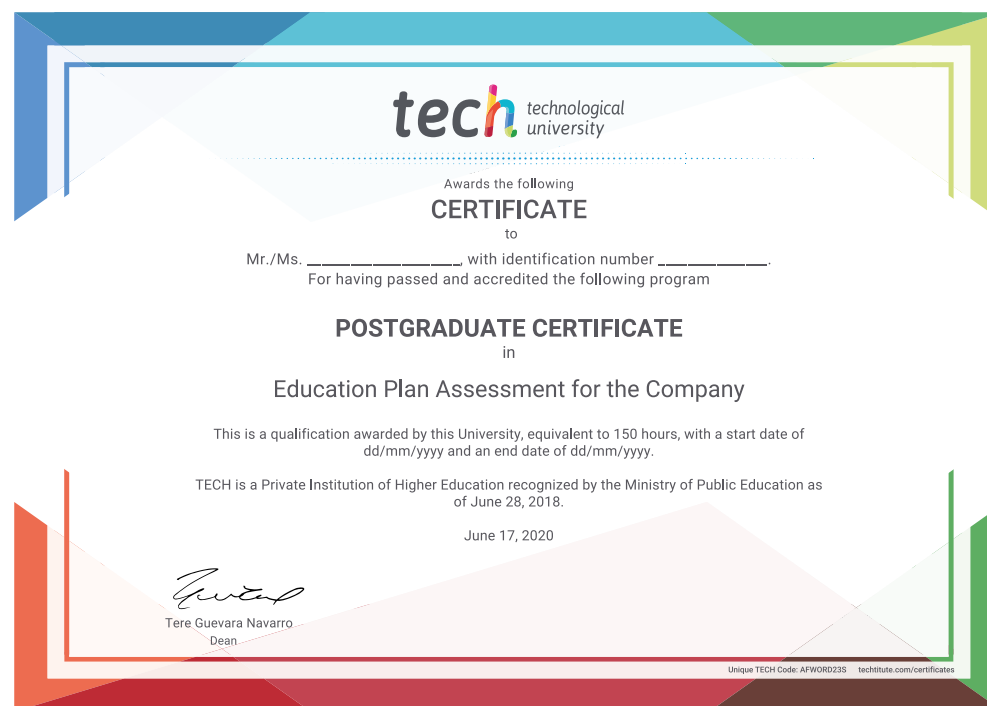 tech technological
university
Awards the following
CERTIFICATE
to
Mr./Ms. ____________________, with identification number ______________.
For having passed and accredited the following program
POSTGRADUATE CERTIFICATE
in
Education Plan Assessment for the Company
This is a qualification awarded by this University, equivalent to 150 hours, with a start date of
dd/mm/yyyy and an end date of dd/mm/yyyy.
TECH is a Private Institution of Higher Education recognized by the Ministry of Public Education as
of June 28, 2018.
June 17, 2020
Tere Guevara Navarro
Dean
Unique TECH Code: AFWORD23S techtitute.com/certificates